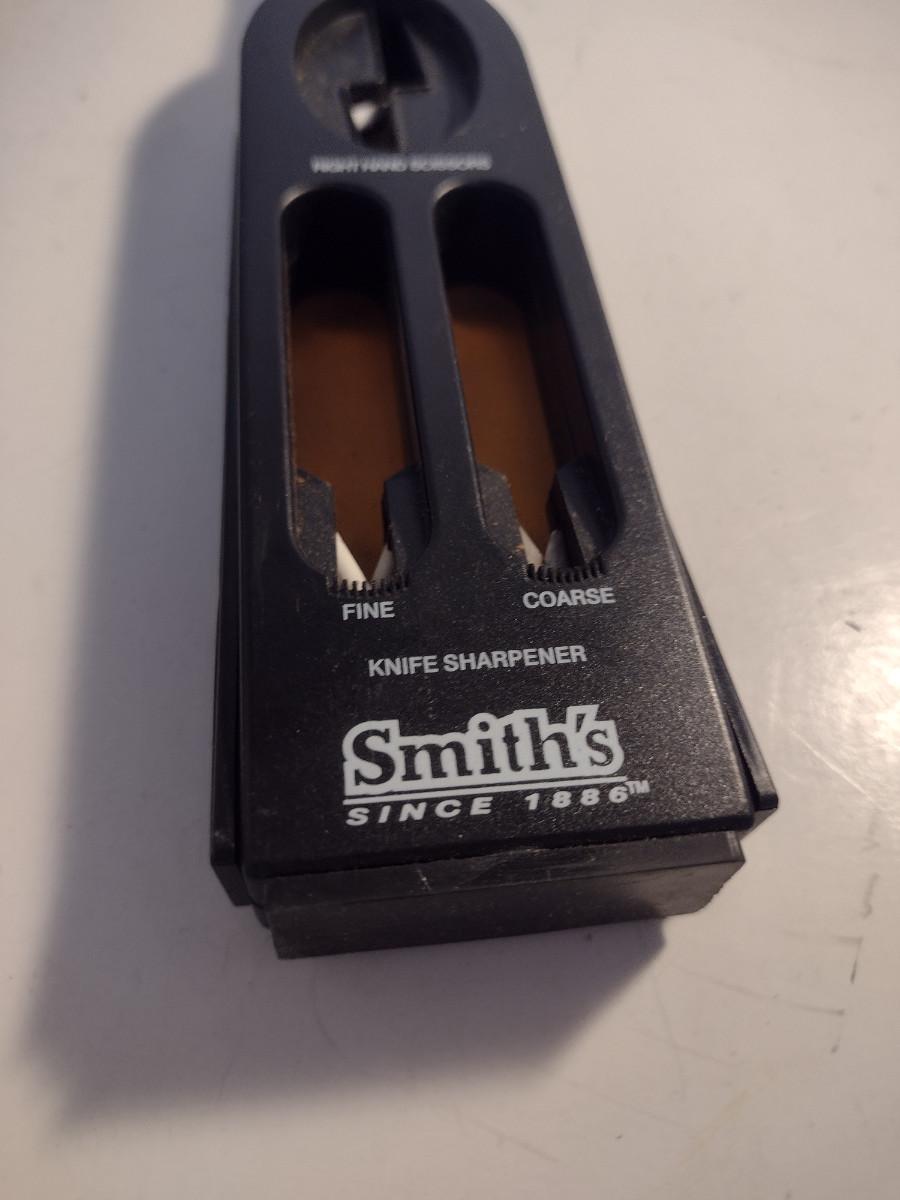 RIGHT HAND SCISSORS
FINE
COARSE
KNIFE SHARPENER
Smith's
SINCE 1886™